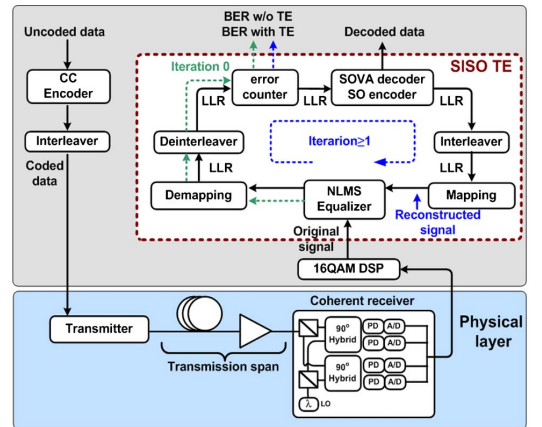 BER w/o TE
BER with TE
Uncoded data
Decoded data
Iteration 0
SISO TE
CC
Encoder
error
counter
SOVA decoder
SO encoder
LLR
LLR
LLR
Interleaver
Deinterleaver
Iterarion≥1
Interleaver
Coded
data
LLR
LLR
Demapping
NLMS
Equalizer
Mapping
Reconstructed
signal
Original
signal
16QAM DSP
Coherent receiver
Transmitter
Transmission span
90°
Hybrid
PD
A/D
PD
A/D
90°
Hybrid
PD
A/D
PD
A/D
λ
LO
Physical
layer